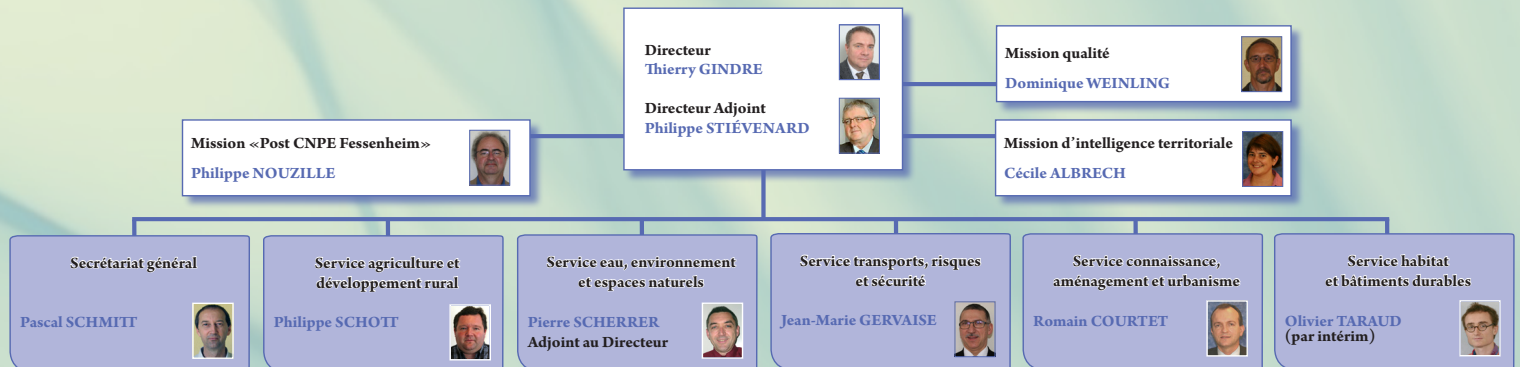 Directeur
Thierry GINDRE
Directeur Adjoint
Philippe STIÉVENARD
Mission qualité
Dominique WEINLING
Mission «Post CNPE Fessenheim»
Philippe NOUZILLE
Mission d'intelligence territoriale
Cécile ALBRECH
Secrétariat général
Pascal SCHMITT
Service agriculture et
développement rural
Philippe SCHOTT
Service eau, environnement
et espaces naturels
Pierre SCHERRER
Adjoint au Directeur
Service transports, risques
et sécurité
Jean-Marie GERVAISE
Service connaissance,
aménagement et urbanisme
Romain COURTET
Service habitat
et bâtiments durables
Olivier TARAUD
(par intérim)